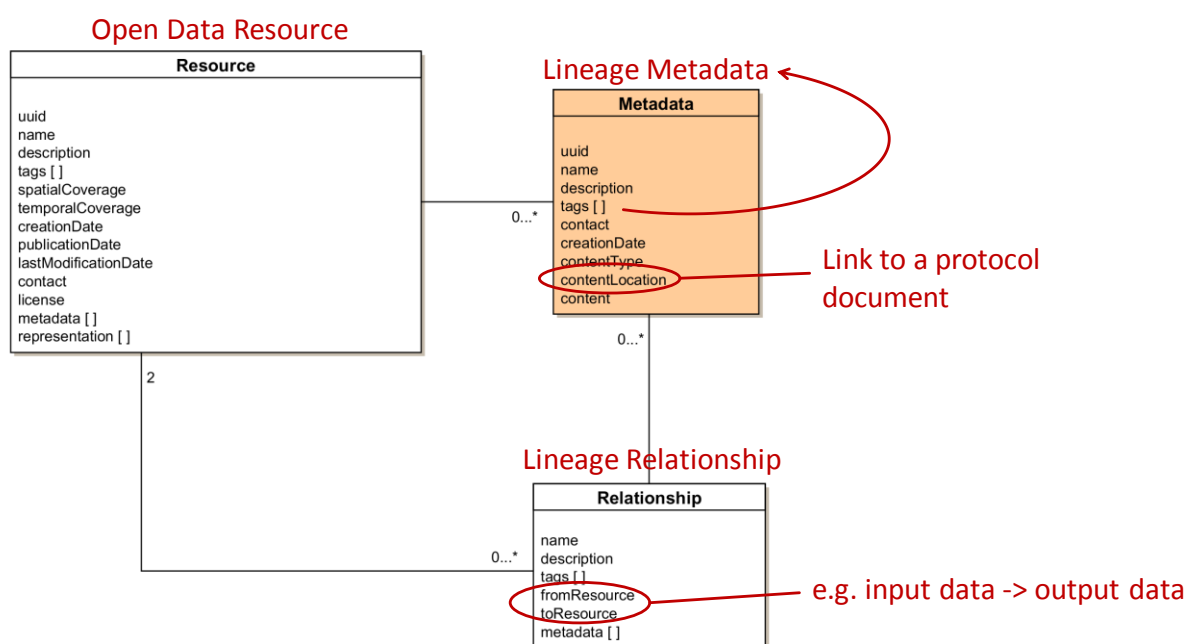 Open Data Resource
Resource
uuid
name
description
tags [ ]
spatialCoverage
temporalCoverage
creationDate
publicationDate
lastModificationDate
contact
license
metadata [ ]
representation [ ]
2
Lineage Metadata
Metadata
uuid
name
description
tags [ ]
contact
creationDate
contentType
contentLocation
content
0...*
0...*
Link to a protocol
document
Lineage Relationship
Relationship
name
description
tags [ ]
fromResource
toResource
metadata [ ]
0...*
e.g. input data -> output data